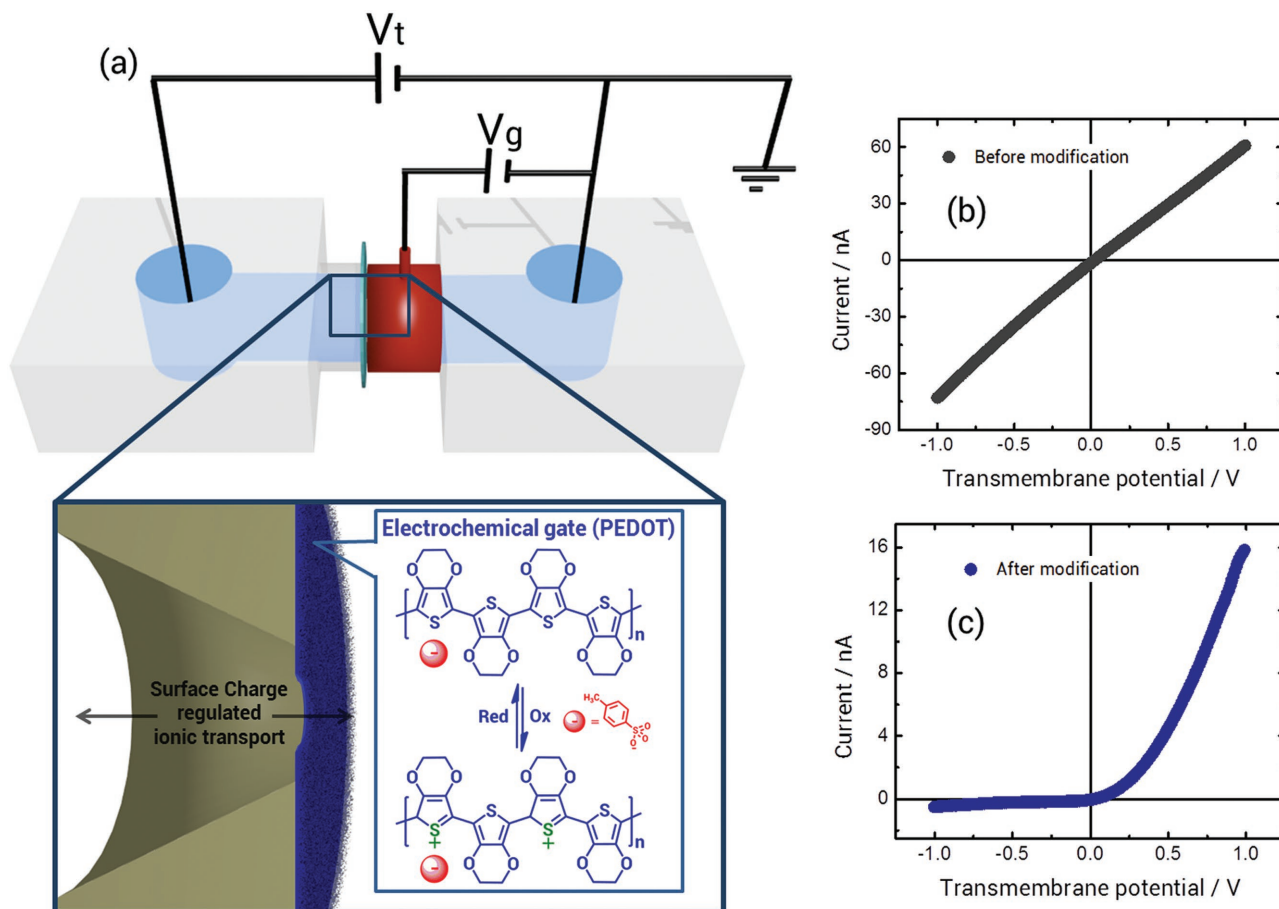 (a)
Vt
Vg
Electrochemical gate (PEDOT)
O O O O
S S S S
[ ]n
-
O O O O
Surface Charge
regulated
ionic transport
Red Ox
- =
H₃C
S O O
O⁻
O O O O
S S S S
+ +
[ ]n
-
O O O O
(b)
Before modification
60
30
0
-30
-60
-90
Current / nA
-1.0 -0.5 0.0 0.5 1.0
Transmembrane potential / V
(c)
After modification
16
12
8
4
0
Current / nA
-1.0 -0.5 0.0 0.5 1.0
Transmembrane potential / V